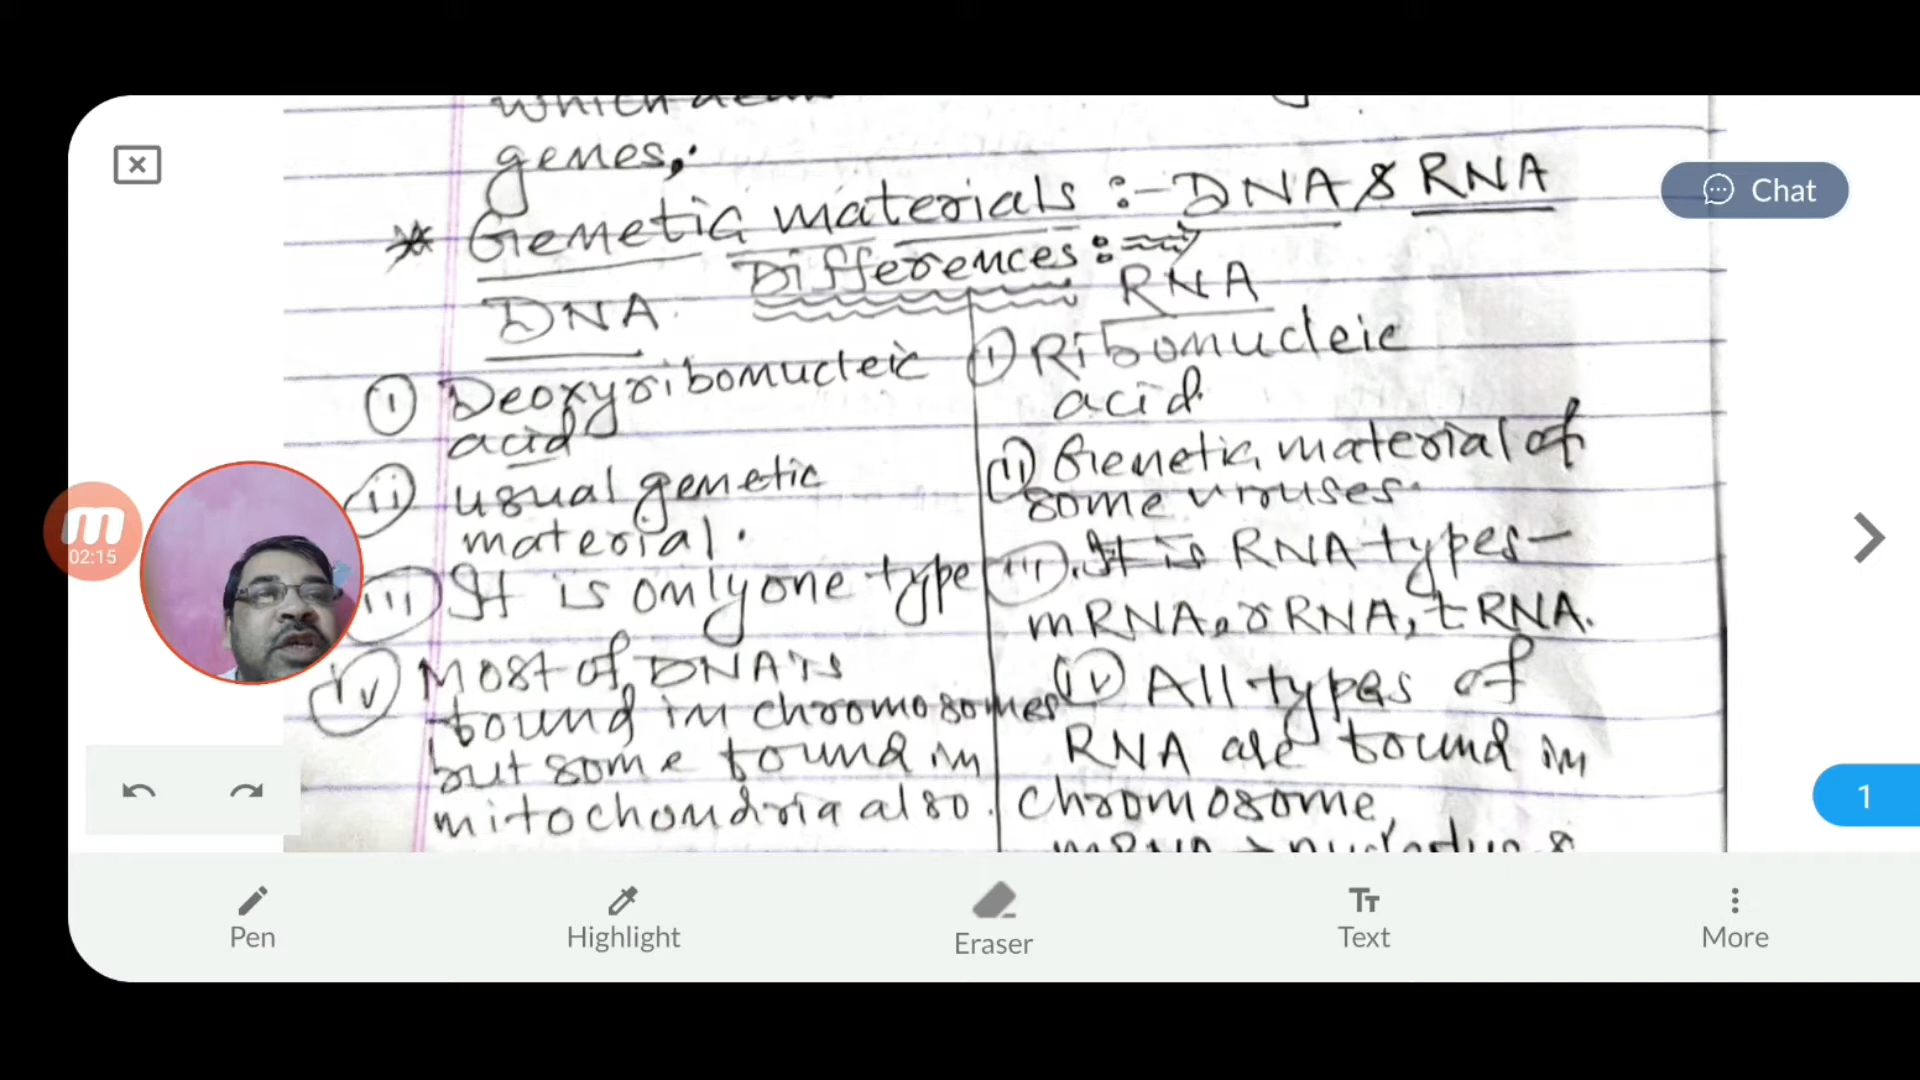 genes.
* Genetic materials :- DNA & RNA
Differences :-
DNA
RNA
(i) Deoxyribonucleic
acid
(ii) usual genetic
material.
(iii) It is only one type
(iv) Most of DNA is
found in chromosomes
but some found in
mitochondria also.
(i) Ribonucleic
acid.
(ii) Genetic material of
some viruses.
(iii) It is RNA types-
mRNA, rRNA, tRNA.
(iv) All types of
RNA are found in
chromosome,
Chat
02:15
1
Pen
Highlight
Eraser
Text
More